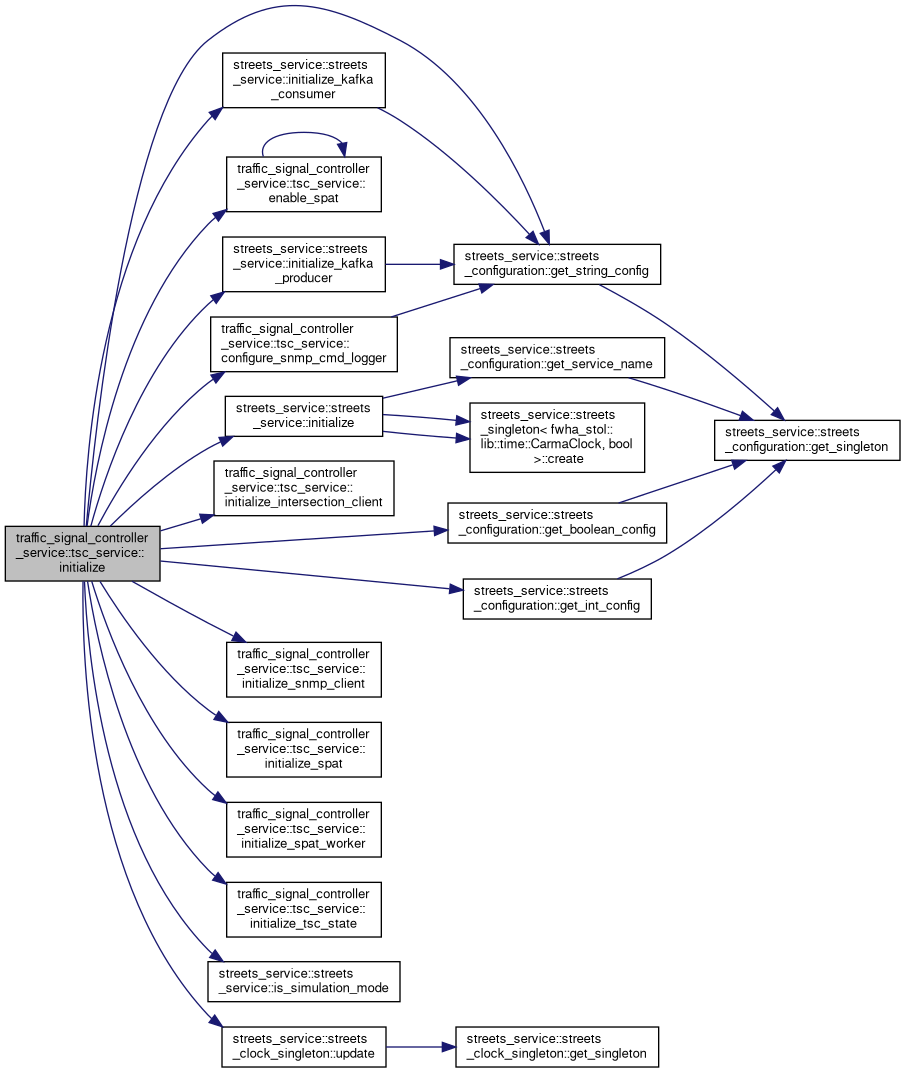 streets_service::streets
_service::initialize_kafka
_consumer
traffic_signal_controller
_service::tsc_service::
enable_spat
streets_service::streets
_service::initialize_kafka
_producer
streets_service::streets
_configuration::get_string_config
traffic_signal_controller
_service::tsc_service::
configure_snmp_cmd_logger
streets_service::streets
_configuration::get_service_name
streets_service::streets
_service::initialize
streets_service::streets
_singleton< fwha_stol::
lib::time::CarmaClock, bool
>::create
streets_service::streets
_configuration::get_singleton
traffic_signal_controller
_service::tsc_service::
initialize_intersection_client
streets_service::streets
_configuration::get_boolean_config
traffic_signal_controller
_service::tsc_service::
initialize
streets_service::streets
_configuration::get_int_config
traffic_signal_controller
_service::tsc_service::
initialize_snmp_client
traffic_signal_controller
_service::tsc_service::
initialize_spat
traffic_signal_controller
_service::tsc_service::
initialize_spat_worker
traffic_signal_controller
_service::tsc_service::
initialize_tsc_state
streets_service::streets
_service::is_simulation_mode
streets_service::streets
_clock_singleton::update
streets_service::streets
_clock_singleton::get_singleton